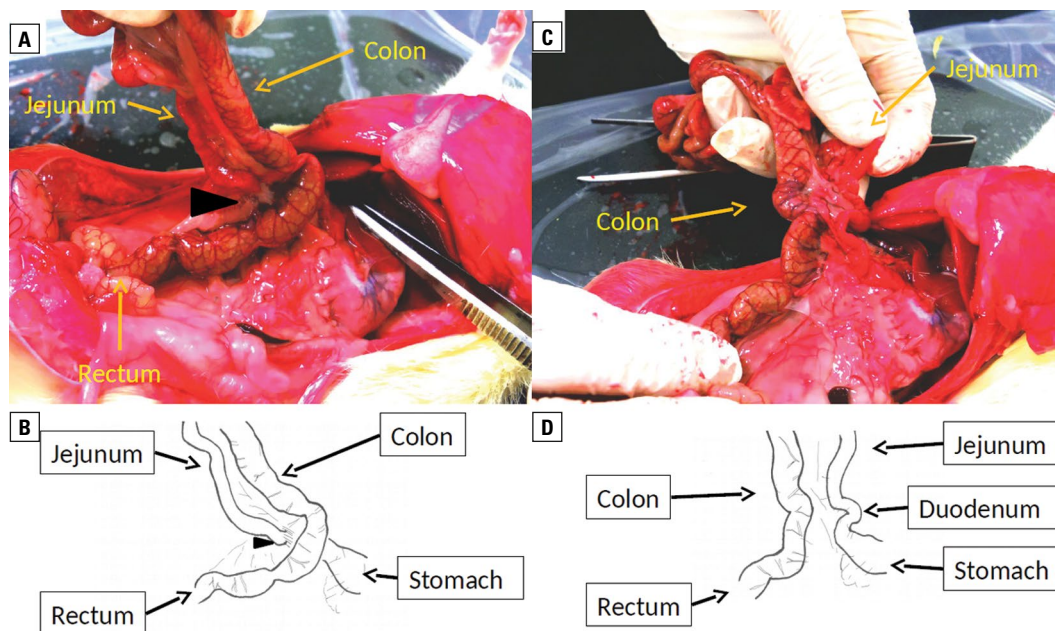 A
Colon
Jejunum
Rectum
C
Jejunum
Colon
B
Jejunum
Colon
Rectum
Stomach
D
Jejunum
Colon
Duodenum
Stomach
Rectum